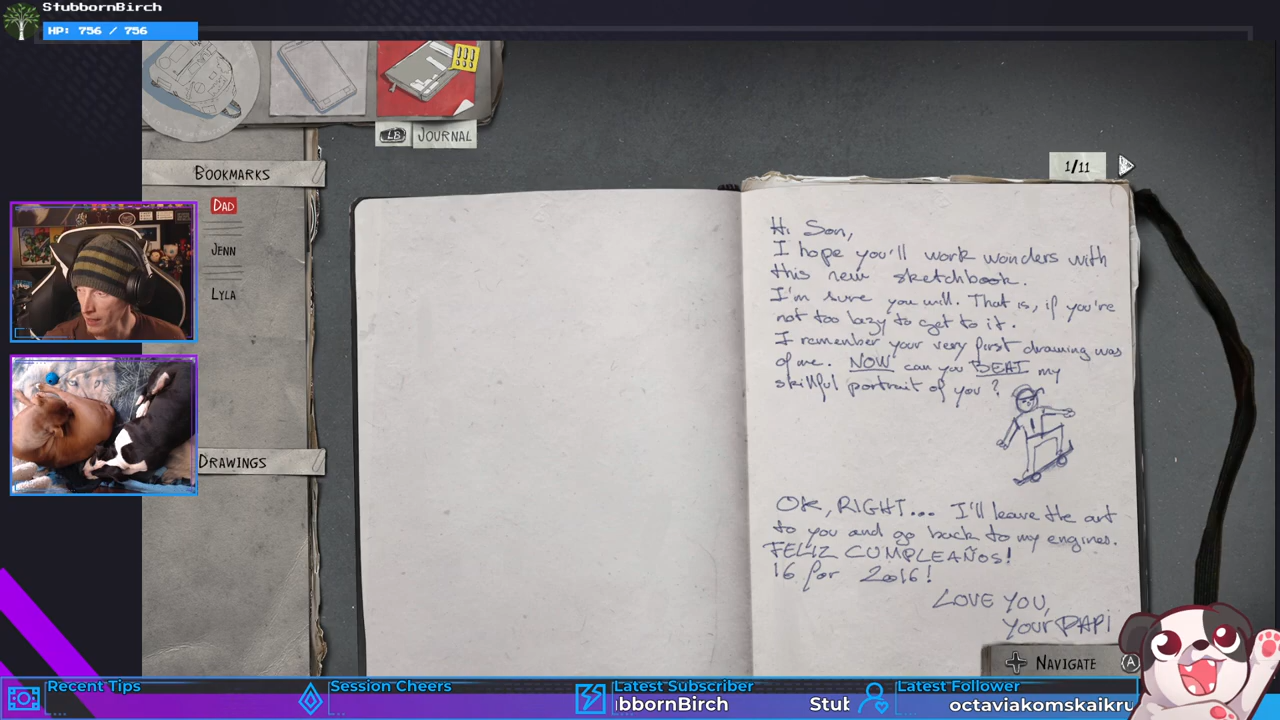 StubbornBirch
HP: 756 / 756
LB JOURNAL
BOOKMARKS
DAD
JENN
LYLA
DRAWINGS
1/11
Hi Son,
I hope you'll work wonders with
this new sketchbook.
I'm sure you will. That is, if you're
not too lazy to get to it.
I remember your very first drawing was
of me. NOW can you BEAT my
skillful portrait of you?
OK, RIGHT... I'll leave the art
to you and go back to my engines.
FELIZ CUMPLEAÑOS!
16 for 2016!
LOVE YOU,
YOUR PAPI
NAVIGATE A
Recent Tips
Session Cheers
Latest Subscriber
bbornBirch Stub
Latest Follower
octaviakomskaikru